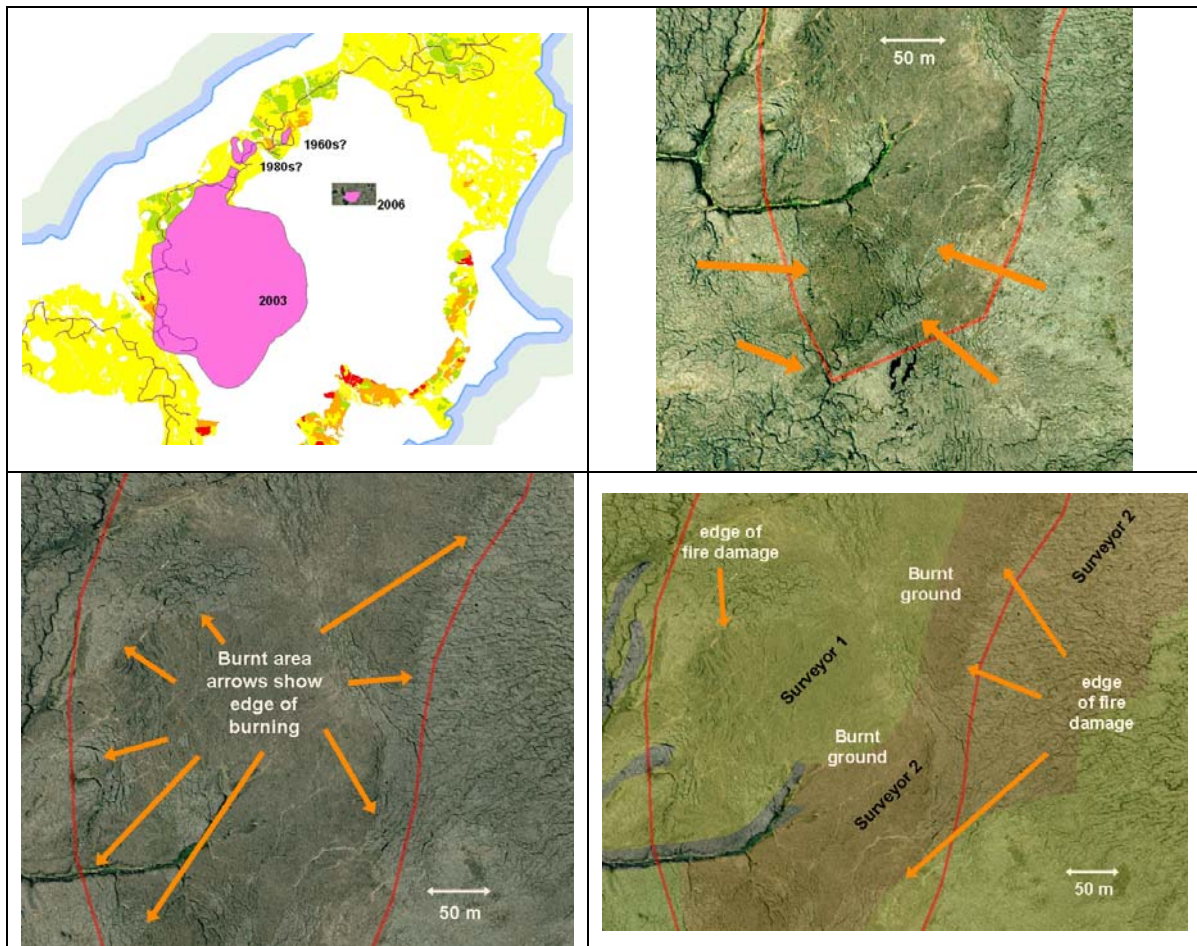 1960s?
1980s?
2006
2003
50 m
Burnt area
arrows show
edge of
burning
50 m
edge of
fire damage
Surveyor 2
Burnt
ground
Surveyor 1
edge
of fire
damage
Burnt
ground
Surveyor 2
50 m